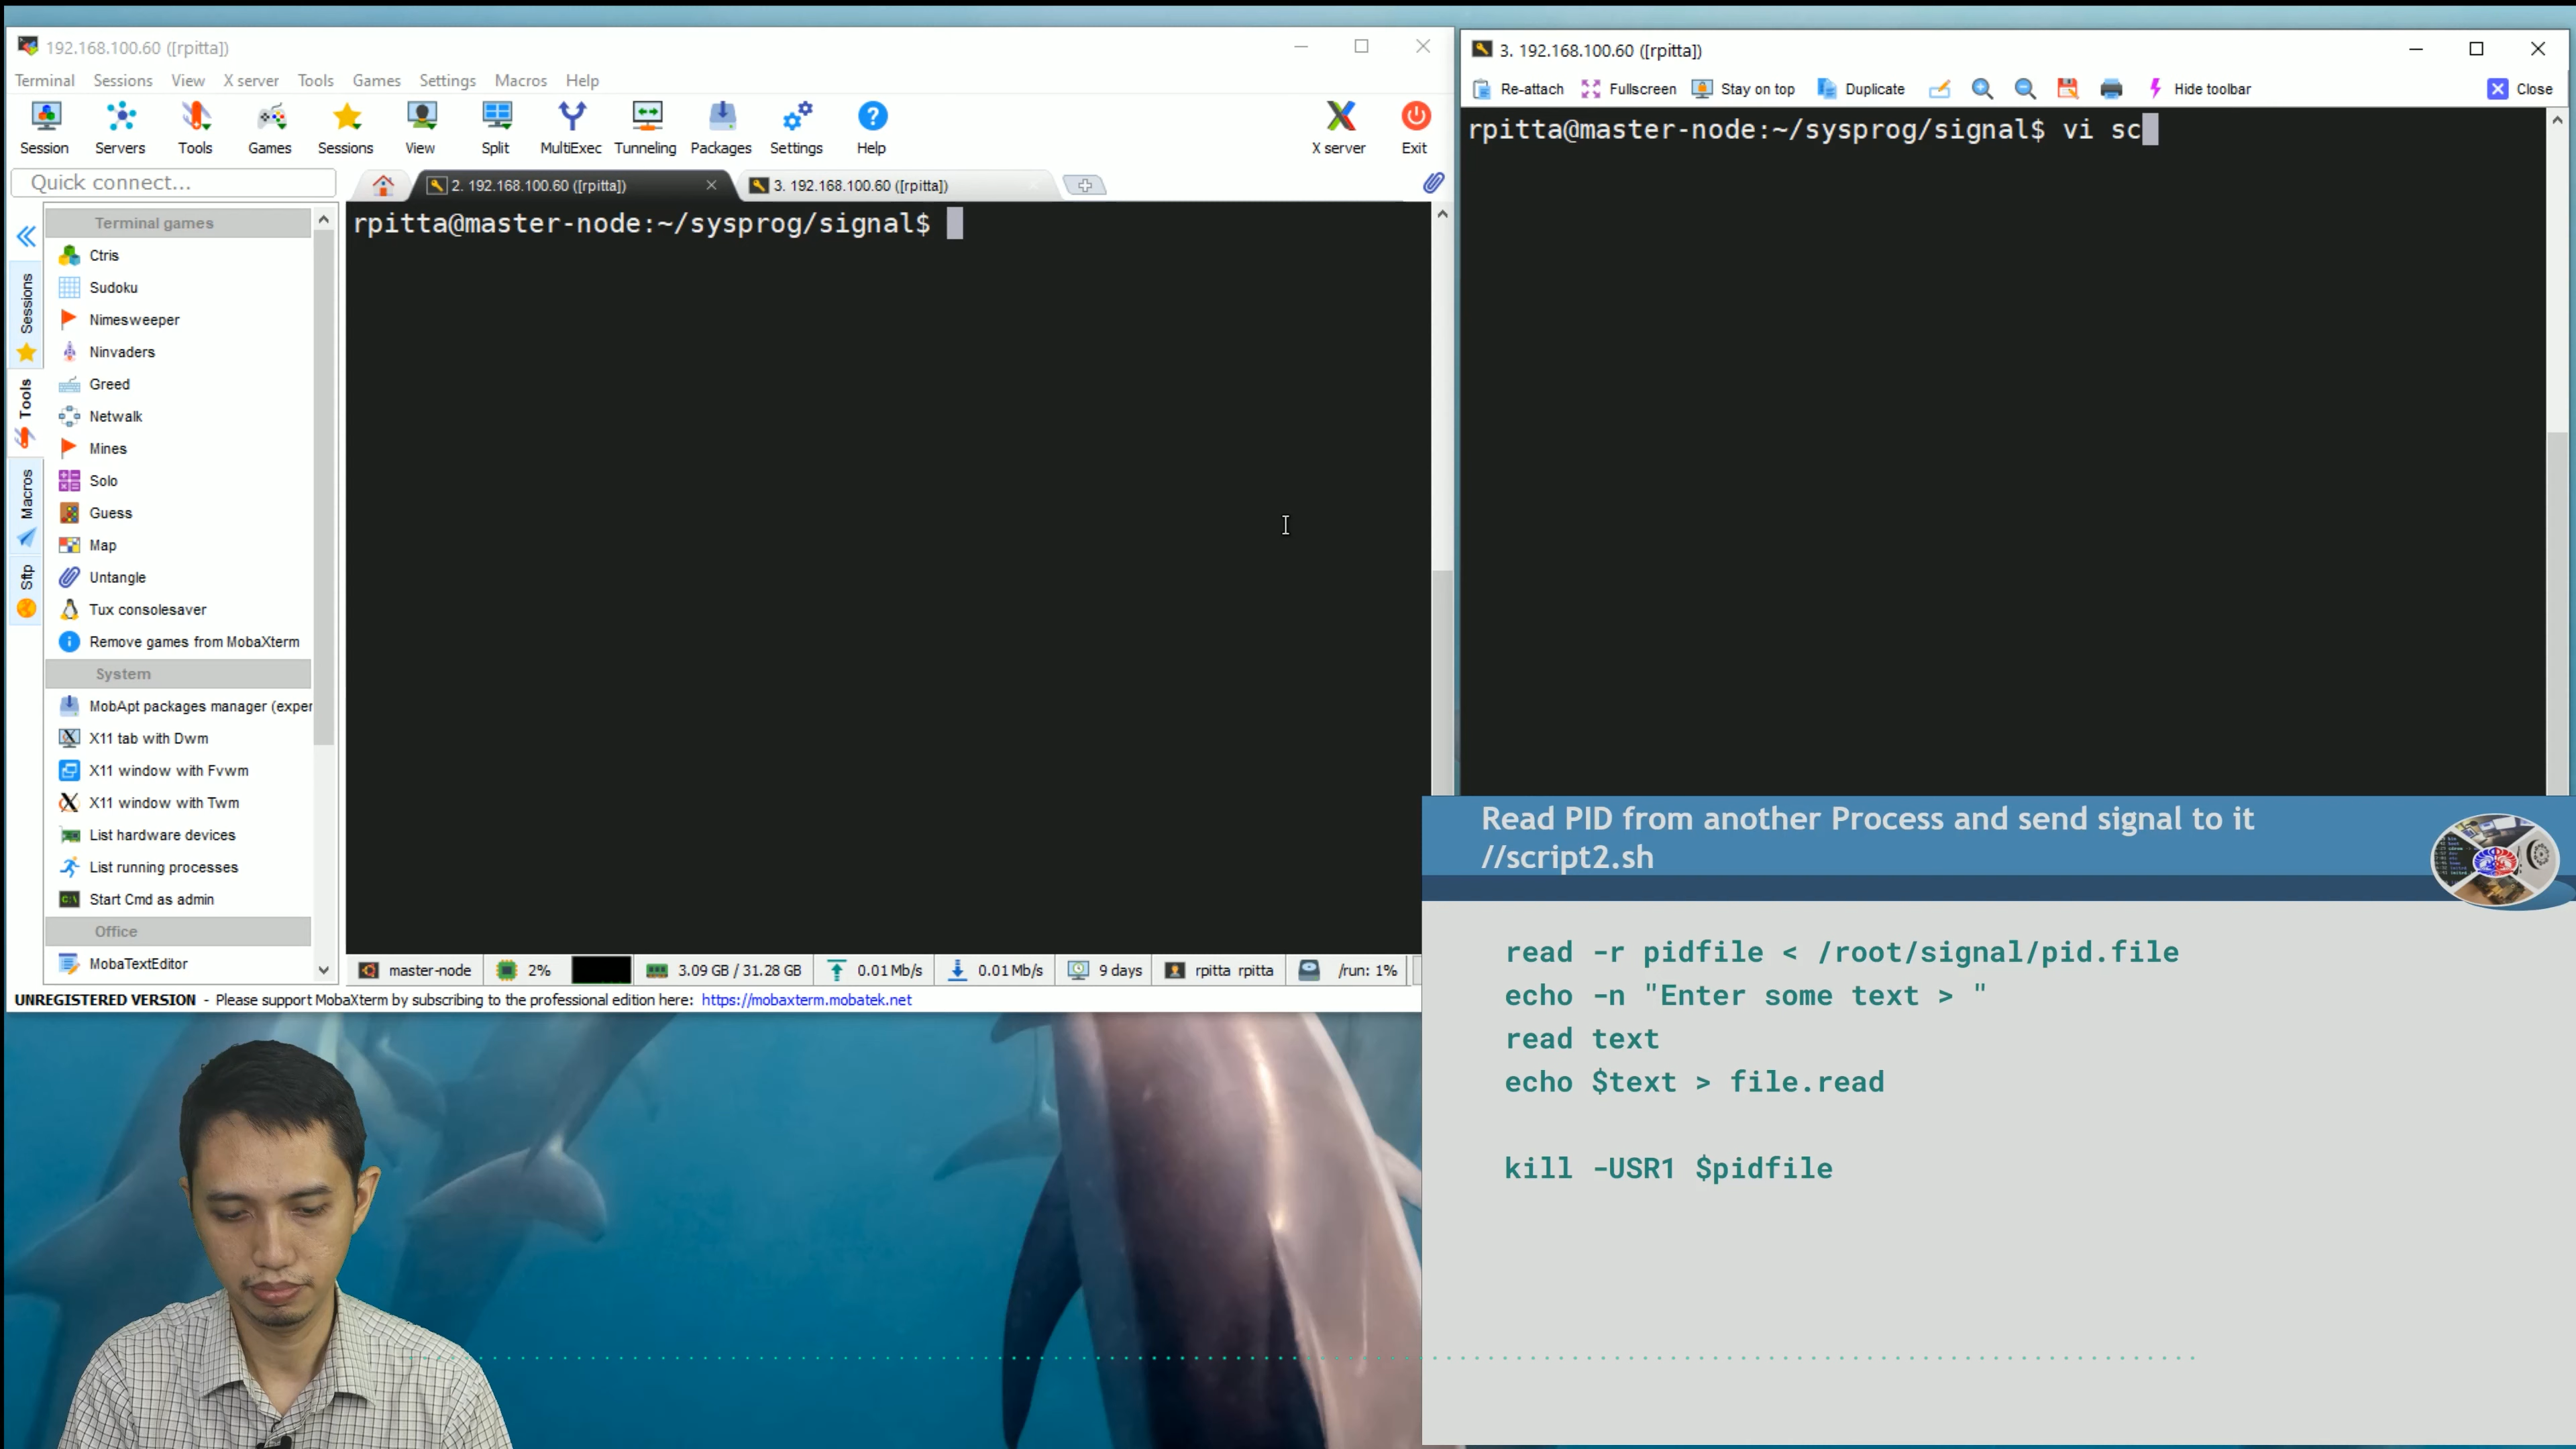 192.168.100.60 ([rpitta])
Terminal Sessions View X server Tools Games Settings Macros Help
Session Servers Tools Games Sessions View Split MultiExec Tunneling Packages Settings Help X server Exit
Quick connect...
2. 192.168.100.60 ([rpitta])
3. 192.168.100.60 ([rpitta])
Sessions
Tools
Macros
Sftp
Terminal games
Ctris
Sudoku
Nimesweeper
Ninvaders
Greed
Netwalk
Mines
Solo
Guess
Map
Untangle
Tux consolesaver
Remove games from MobaXterm
System
MobApt packages manager (exper
X11 tab with Dwm
X11 window with Fvwm
X11 window with Twm
List hardware devices
List running processes
Start Cmd as admin
Office
MobaTextEditor
rpitta@master-node:~/sysprog/signal$
master-node 2% 3.09 GB / 31.28 GB 0.01 Mb/s 0.01 Mb/s 9 days rpitta rpitta /run: 1%
UNREGISTERED VERSION - Please support MobaXterm by subscribing to the professional edition here: https://mobaxterm.mobatek.net
3. 192.168.100.60 ([rpitta])
Re-attach Fullscreen Stay on top Duplicate Hide toolbar Close
rpitta@master-node:~/sysprog/signal$ vi sc
Read PID from another Process and send signal to it
//script2.sh
read -r pidfile < /root/signal/pid.file
echo -n "Enter some text > "
read text
echo $text > file.read
kill -USR1 $pidfile